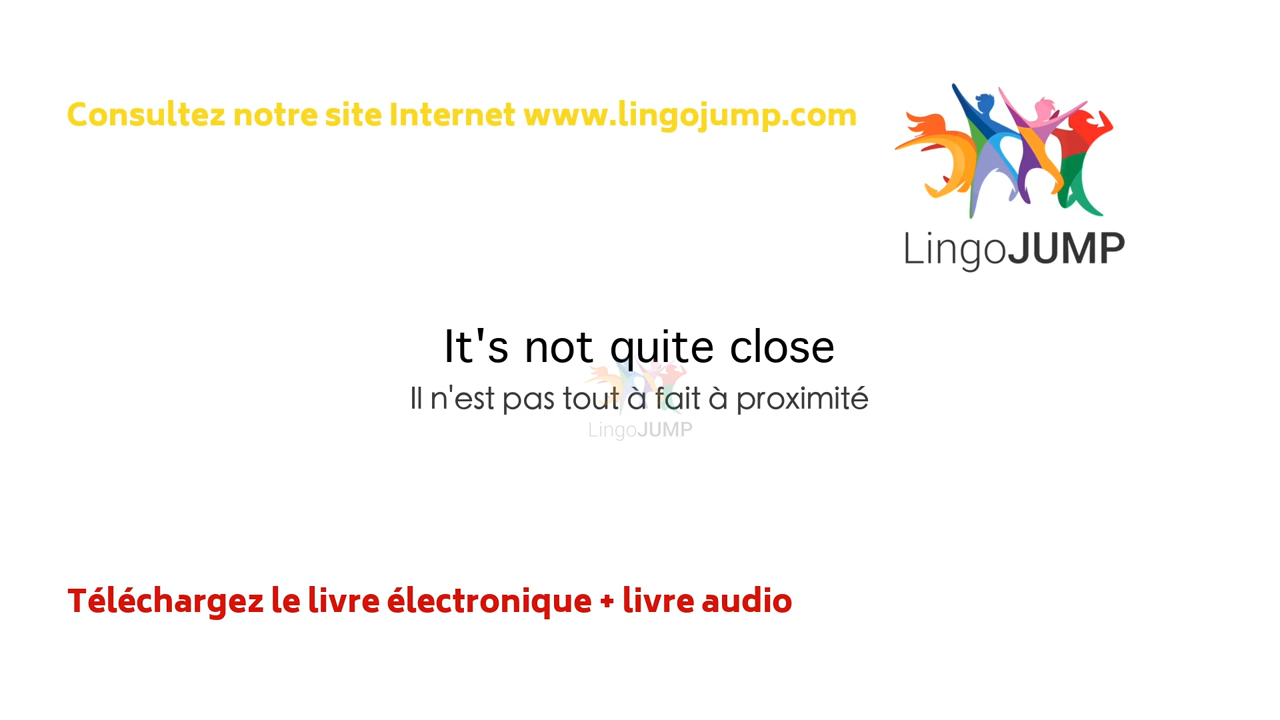 Consultez notre site Internet www.lingojump.com
LingoJUMP
It's not quite close
Il n'est pas tout à fait à proximité
LingoJUMP
Téléchargez le livre électronique + livre audio